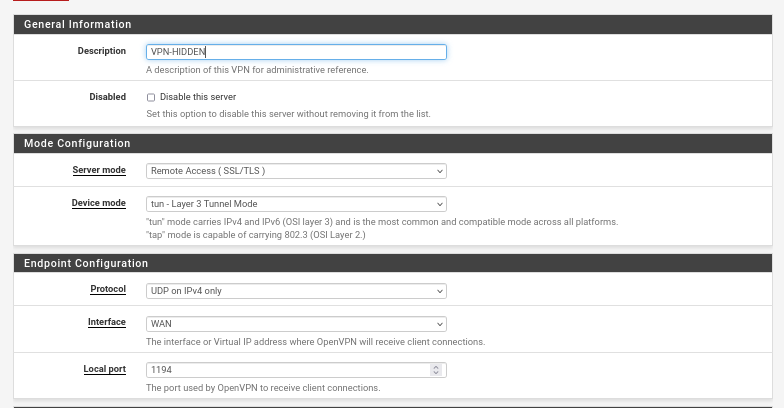 General Information
Description VPN-HIDDEN
A description of this VPN for administrative reference.
Disabled Disable this server
Set this option to disable this server without removing it from the list.
Mode Configuration
Server mode Remote Access ( SSL/TLS )
Device mode tun - Layer 3 Tunnel Mode
"tun" mode carries IPv4 and IPv6 (OSI layer 3) and is the most common and compatible mode across all platforms.
"tap" mode is capable of carrying 802.3 (OSI Layer 2.)
Endpoint Configuration
Protocol UDP on IPv4 only
Interface WAN
The interface or Virtual IP address where OpenVPN will receive client connections.
Local port 1194
The port used by OpenVPN to receive client connections.